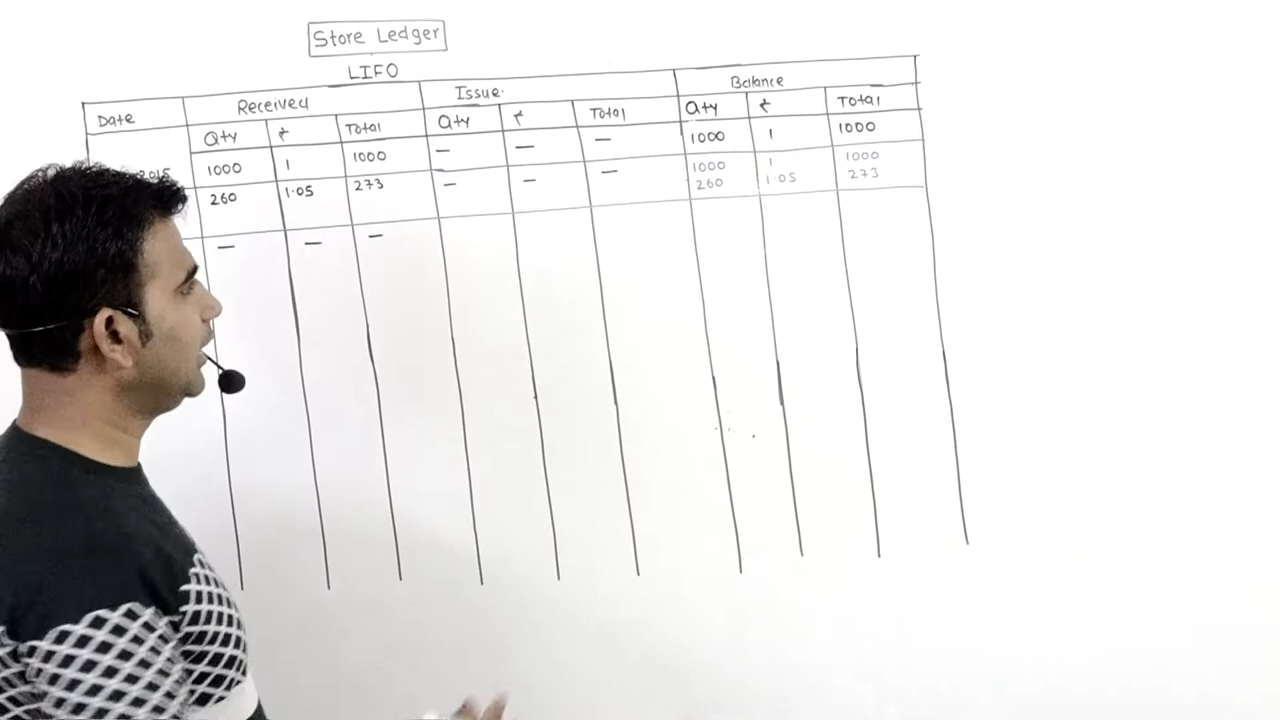 Store Ledger
LIFO
Date Received Issue Balance
Qty ₹ Total Qty ₹ Total Qty ₹ Total
1000 1 1000 — — — 1000 1 1000
260 1.05 273 — — — 1000 1 1000
260 1.05 273
— — —